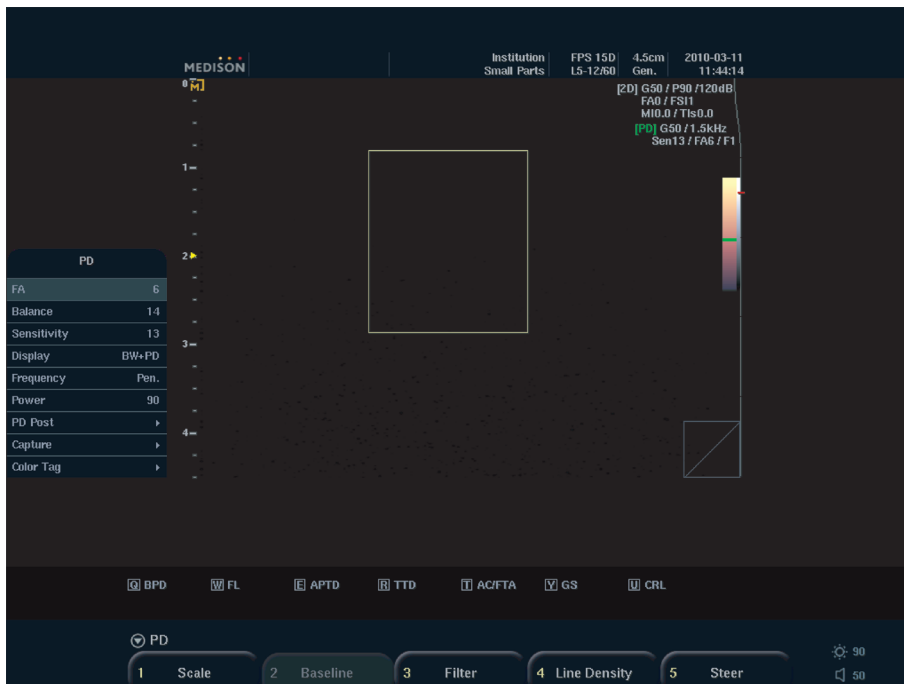 MEDISON
Institution FPS 15D 4.5cm 2010-03-11
Small Parts L5-12/60 Gen. 11:44:14
0 M
[2D] G50 / P90 /120dB
FA0 / FSI1
MI0.0 / TIs0.0
[PD] G50 / 1.5kHz
Sen13 / FA6 / F1
1
2
3
4
PD
FA 6
Balance 14
Sensitivity 13
Display BW+PD
Frequency Pen.
Power 90
PD Post
Capture
Color Tag
Q BPD W FL E APTD R TTD T AC/FTA Y GS U CRL
PD
1 Scale 2 Baseline 3 Filter 4 Line Density 5 Steer
90
50